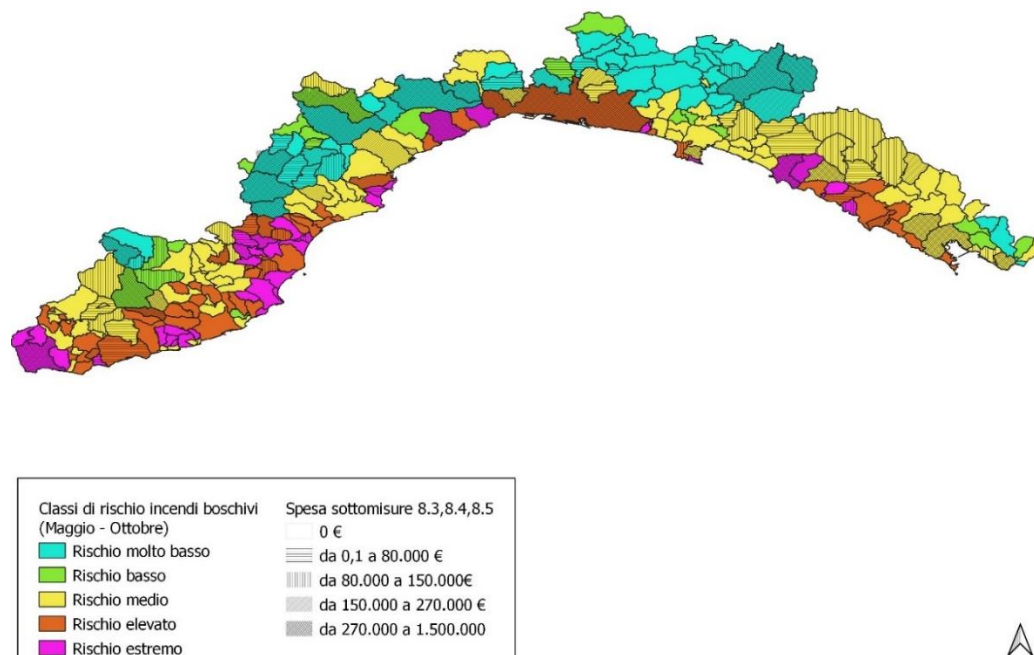 Classi di rischio incendi boschivi
(Maggio - Ottobre)
Rischio molto basso
Rischio basso
Rischio medio
Rischio elevato
Rischio estremo
Spesa sottomisure 8.3,8.4,8.5
0 €
da 0,1 a 80.000 €
da 80.000 a 150.000€
da 150.000 a 270.000 €
da 270.000 a 1.500.000